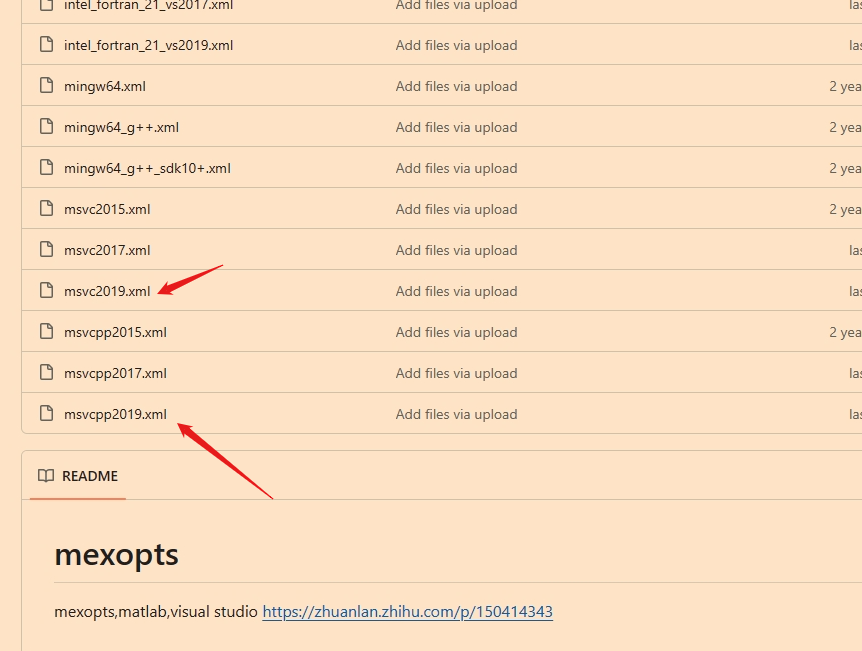 intel_fortran_21_vs2017.xml Add files via upload las
intel_fortran_21_vs2019.xml Add files via upload las
mingw64.xml Add files via upload 2 yea
mingw64_g++.xml Add files via upload 2 yea
mingw64_g++_sdk10+.xml Add files via upload 2 yea
msvc2015.xml Add files via upload 2 yea
msvc2017.xml Add files via upload las
msvc2019.xml Add files via upload las
msvcpp2015.xml Add files via upload 2 yea
msvcpp2017.xml Add files via upload las
msvcpp2019.xml Add files via upload las
README
mexopts
mexopts,matlab,visual studio https://zhuanlan.zhihu.com/p/150414343